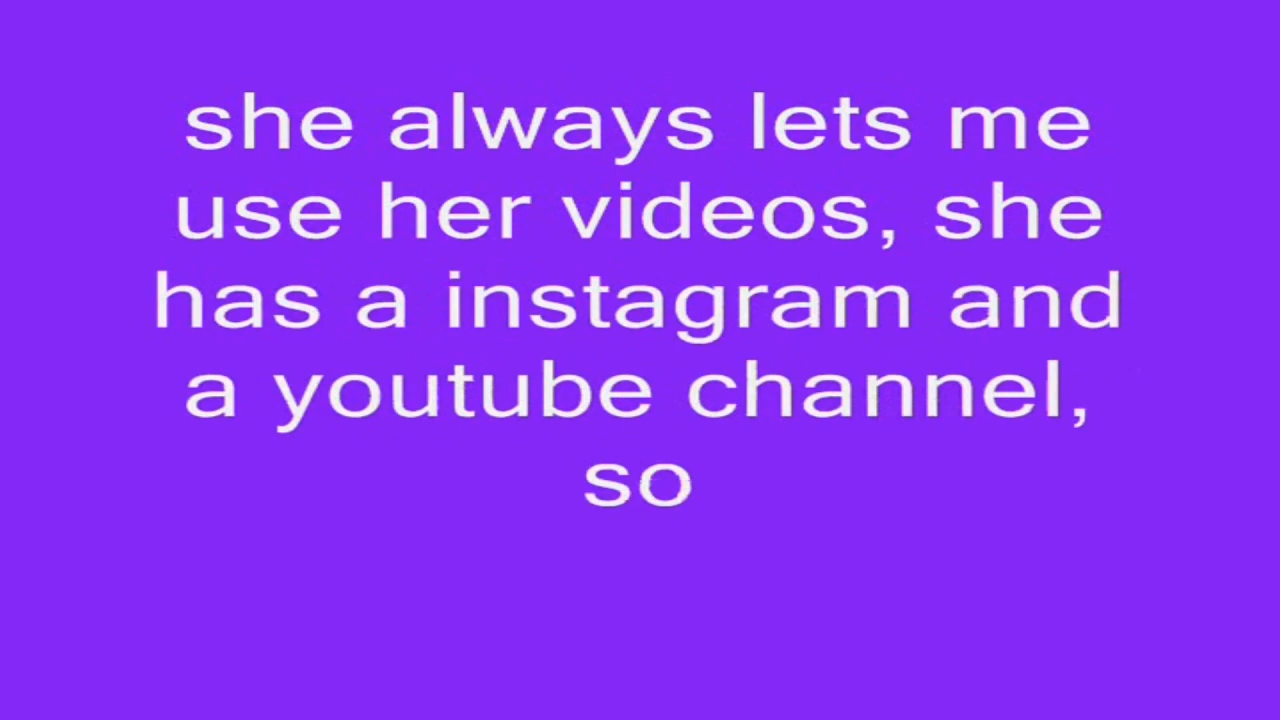 she always lets me
use her videos, she
has a instagram and
a youtube channel,
so